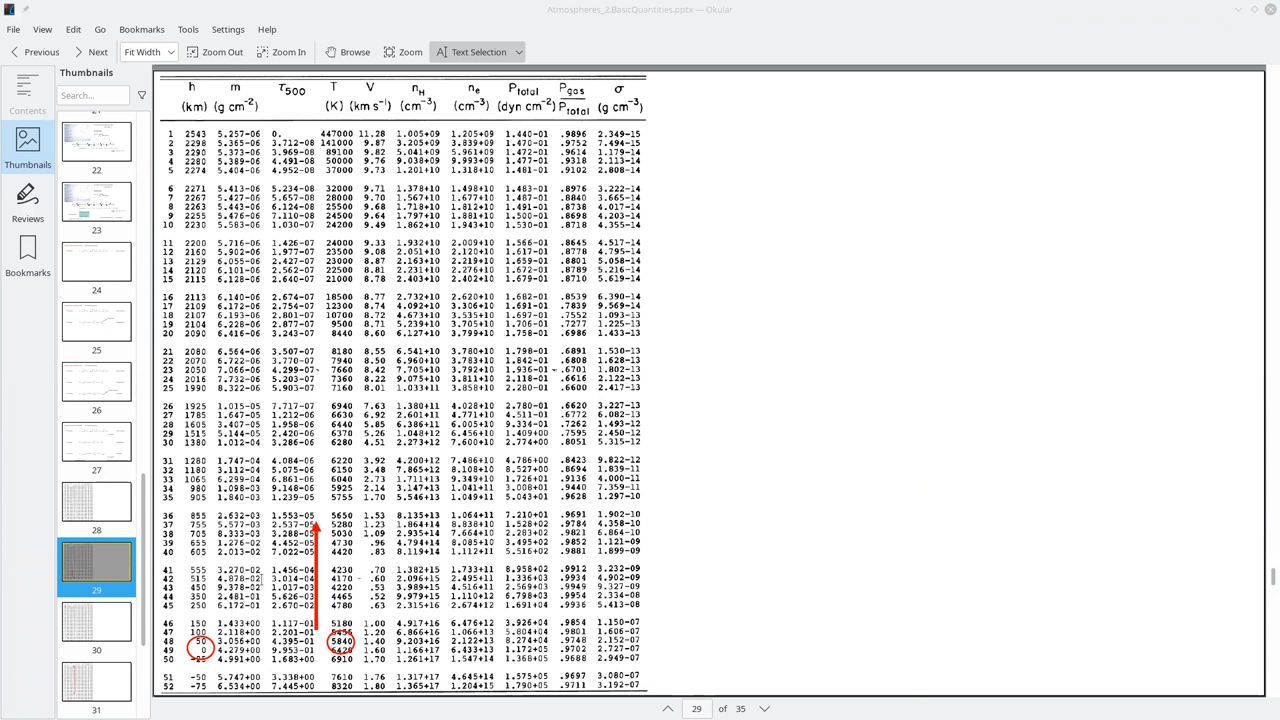 Atmospheres_2.BasicQuantities.pptx — Okular
File View Edit Go Bookmarks Tools Settings Help
Previous Next Fit Width Zoom Out Zoom In Browse Zoom Text Selection
Contents
Thumbnails
Reviews
Bookmarks
Thumbnails
Search...
22
23
24
25
26
27
28
29
30
31
h m τ500 T V nH ne Ptotal Pgas σ
(km) (g cm-2) (K) (km s-1) (cm-3) (cm-3) (dyn cm-2) Ptotal (g cm-3)
1 2543 5.257-06 0. 447000 11.28 1.005+09 1.205+09 1.440-01 .9896 2.349-15
2 2298 5.365-06 3.712-08 141000 9.87 3.205+09 3.839+09 1.470-01 .9752 7.494-15
3 2290 5.373-06 3.969-08 89100 9.82 5.041+09 5.961+09 1.472-01 .9614 1.179-14
4 2280 5.389-06 4.491-08 50000 9.76 9.038+09 9.993+09 1.477-01 .9318 2.113-14
5 2274 5.404-06 4.952-08 37000 9.73 1.201+10 1.318+10 1.481-01 .9102 2.808-14
6 2271 5.413-06 5.234-08 32000 9.71 1.378+10 1.498+10 1.483-01 .8976 3.222-14
7 2267 5.427-06 5.657-08 28000 9.70 1.567+10 1.677+10 1.487-01 .8840 3.665-14
8 2263 5.443-06 6.124-08 25500 9.68 1.718+10 1.812+10 1.491-01 .8738 4.017-14
9 2255 5.476-06 7.110-08 24500 9.64 1.797+10 1.881+10 1.500-01 .8698 4.203-14
10 2230 5.583-06 1.030-07 24200 9.49 1.862+10 1.943+10 1.530-01 .8718 4.355-14
11 2200 5.716-06 1.426-07 24000 9.33 1.932+10 2.009+10 1.566-01 .8645 4.517-14
12 2160 5.902-06 1.977-07 23500 9.08 2.051+10 2.120+10 1.617-01 .8778 4.795-14
13 2129 6.055-06 2.427-07 23000 8.87 2.163+10 2.219+10 1.659-01 .8801 5.058-14
14 2120 6.101-06 2.562-07 22500 8.81 2.231+10 2.276+10 1.672-01 .8789 5.216-14
15 2115 6.128-06 2.640-07 21000 8.78 2.403+10 2.402+10 1.679-01 .8710 5.619-14
16 2113 6.140-06 2.674-07 18500 8.77 2.732+10 2.620+10 1.682-01 .8539 6.390-14
17 2109 6.172-06 2.754-07 12300 8.74 4.092+10 3.306+10 1.691-01 .7839 9.569-14
18 2107 6.193-06 2.801-07 10700 8.72 4.673+10 3.535+10 1.697-01 .7552 1.093-13
19 2104 6.228-06 2.877-07 9500 8.71 5.239+10 3.705+10 1.706-01 .7277 1.225-13
20 2090 6.416-06 3.243-07 8440 8.60 6.127+10 3.799+10 1.758-01 .6986 1.433-13
21 2080 6.564-06 3.507-07 8180 8.55 6.541+10 3.780+10 1.798-01 .6891 1.530-13
22 2070 6.722-06 3.770-07 7940 8.50 6.960+10 3.783+10 1.842-01 .6808 1.628-13
23 2050 7.066-06 4.299-07 7660 8.42 7.705+10 3.792+10 1.936-01 .6701 1.802-13
24 2016 7.732-06 5.203-07 7360 8.22 9.075+10 3.811+10 2.118-01 .6616 2.122-13
25 1990 8.322-06 5.903-07 7160 8.01 1.033+11 3.858+10 2.280-01 .6600 2.417-13
26 1925 1.015-05 7.717-07 6940 7.63 1.380+11 4.028+10 2.780-01 .6620 3.227-13
27 1785 1.647-05 1.212-06 6630 6.92 2.601+11 4.771+10 4.511-01 .6772 6.082-13
28 1605 3.407-05 1.958-06 6440 5.85 6.386+11 6.005+10 9.334-01 .7262 1.493-12
29 1515 5.144-05 2.420-06 6370 5.26 1.048+12 6.456+10 1.409+00 .7595 2.450-12
30 1380 1.012-04 3.286-06 6280 4.51 2.273+12 7.600+10 2.774+00 .8051 5.315-12
31 1280 1.747-04 4.084-06 6220 3.92 4.200+12 7.486+10 4.786+00 .8423 9.822-12
32 1180 3.112-04 5.075-06 6150 3.48 7.865+12 8.108+10 8.527+00 .8694 1.839-11
33 1065 6.299-04 6.861-06 6040 2.73 1.711+13 9.349+10 1.726+01 .9136 4.000-11
34 980 1.098-03 9.148-06 5925 2.14 3.147+13 1.041+11 3.008+01 .9440 7.359-11
35 905 1.840-03 1.239-05 5755 1.70 5.546+13 1.049+11 5.043+01 .9628 1.297-10
36 855 2.632-03 1.553-05 5650 1.53 8.135+13 1.064+11 7.210+01 .9691 1.902-10
37 755 5.577-03 2.537-05 5280 1.23 1.864+14 8.838+10 1.528+02 .9784 4.358-10
38 705 8.333-03 3.288-05 5030 1.09 2.935+14 7.664+10 2.283+02 .9821 6.864-10
39 655 1.276-02 4.452-05 4730 .96 4.794+14 8.085+10 3.495+02 .9852 1.121-09
40 605 2.013-02 7.022-05 4420 .83 8.119+14 1.112+11 5.516+02 .9881 1.899-09
41 555 3.270-02 1.456-04 4230 .70 1.382+15 1.733+11 8.958+02 .9912 3.232-09
42 515 4.878-02 3.014-04 4170 .60 2.096+15 2.495+11 1.336+03 .9934 4.902-09
43 450 9.378-02 1.017-03 4220 .53 3.989+15 4.516+11 2.569+03 .9949 9.327-09
44 350 2.481-01 5.626-03 4465 .52 9.979+15 1.110+12 6.798+03 .9954 2.334-08
45 250 6.172-01 2.670-02 4780 .63 2.315+16 2.674+12 1.691+04 .9936 5.413-08
46 150 1.433+00 1.117-01 5180 1.00 4.917+16 6.476+12 3.926+04 .9854 1.150-07
47 100 2.118+00 2.201-01 5455 1.20 6.866+16 1.066+13 5.804+04 .9801 1.606-07
48 50 3.056+00 4.395-01 5840 1.40 9.203+16 2.122+13 8.274+04 .9748 2.152-07
49 0 4.279+00 9.953-01 6420 1.60 1.166+17 6.433+13 1.172+05 .9702 2.727-07
50 -25 4.991+00 1.683+00 6910 1.70 1.261+17 1.547+14 1.368+05 .9688 2.949-07
51 -50 5.747+00 3.338+00 7610 1.76 1.317+17 4.645+14 1.575+05 .9697 3.080-07
52 -75 6.534+00 7.445+00 8320 1.80 1.365+17 1.204+15 1.790+05 .9711 3.192-07
29 of 35